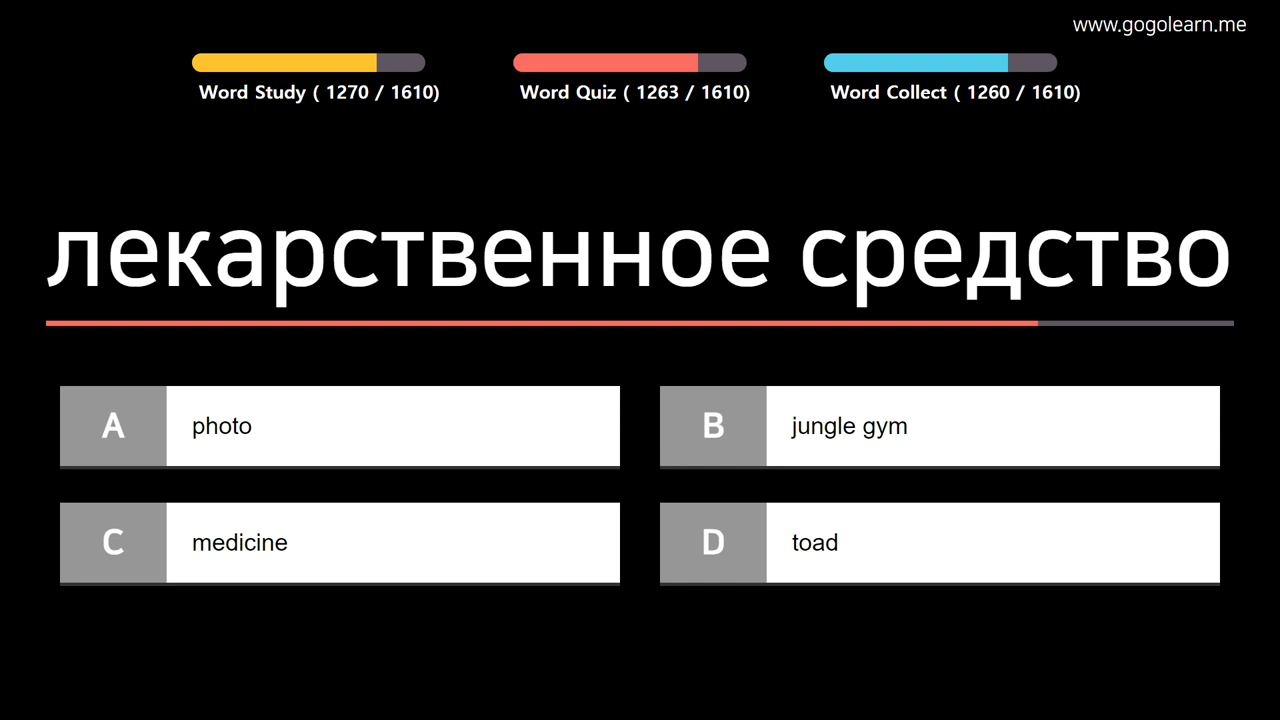 www.gogolearn.me
Word Study ( 1270 / 1610)
Word Quiz ( 1263 / 1610)
Word Collect ( 1260 / 1610)
лекарственное средство
A photo
B jungle gym
C medicine
D toad